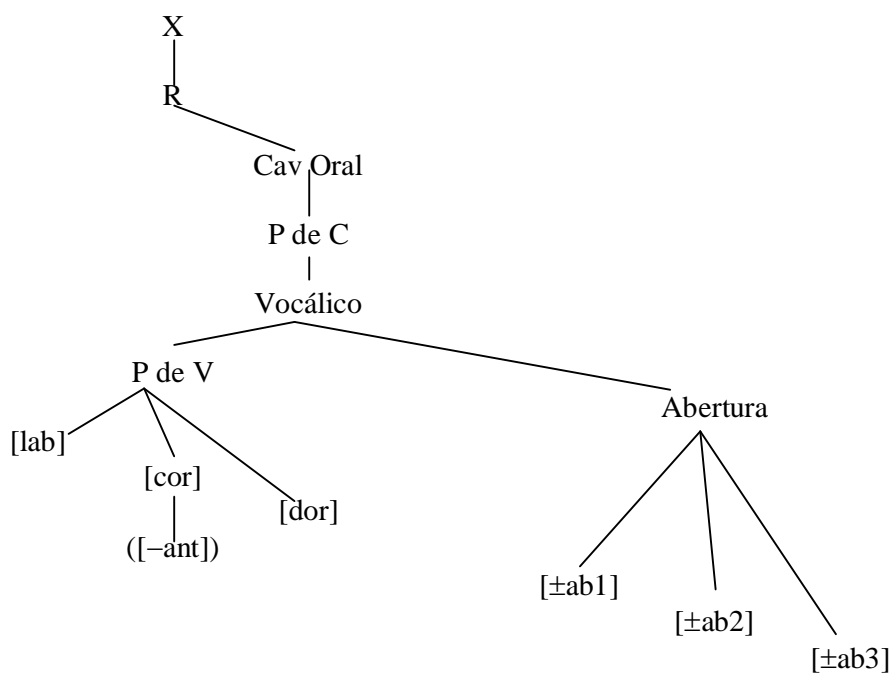 X
R
Cav Oral
P de C
Vocálico
P de V
Abertura
[lab]
[cor]
[dor]
([−ant])
[±ab1]
[±ab2]
[±ab3]